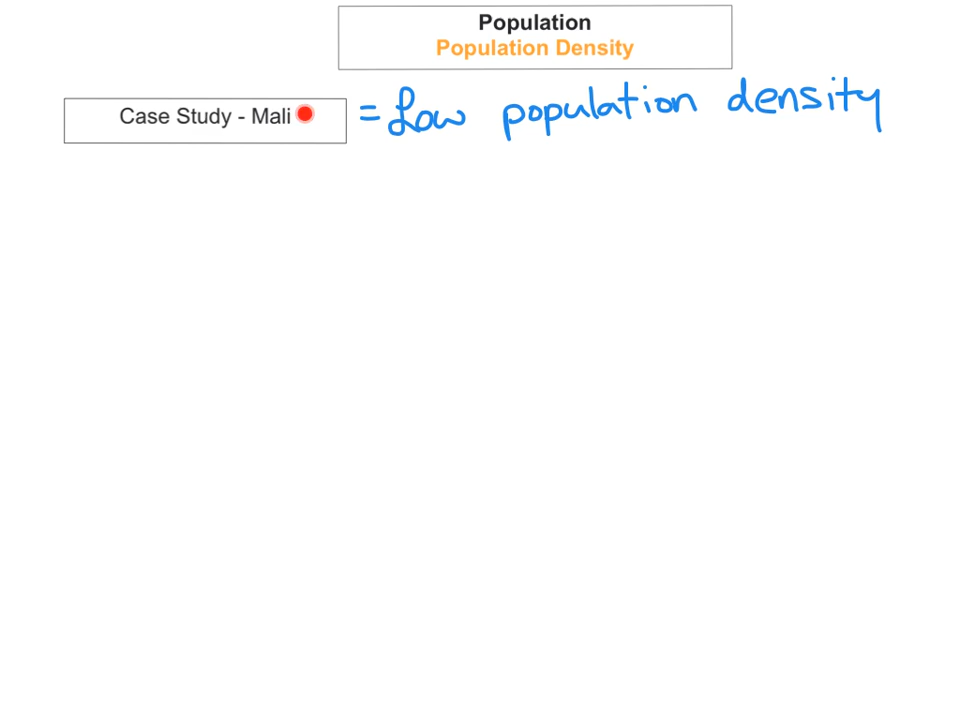 Population
Population Density
Case Study - Mali = Low population density